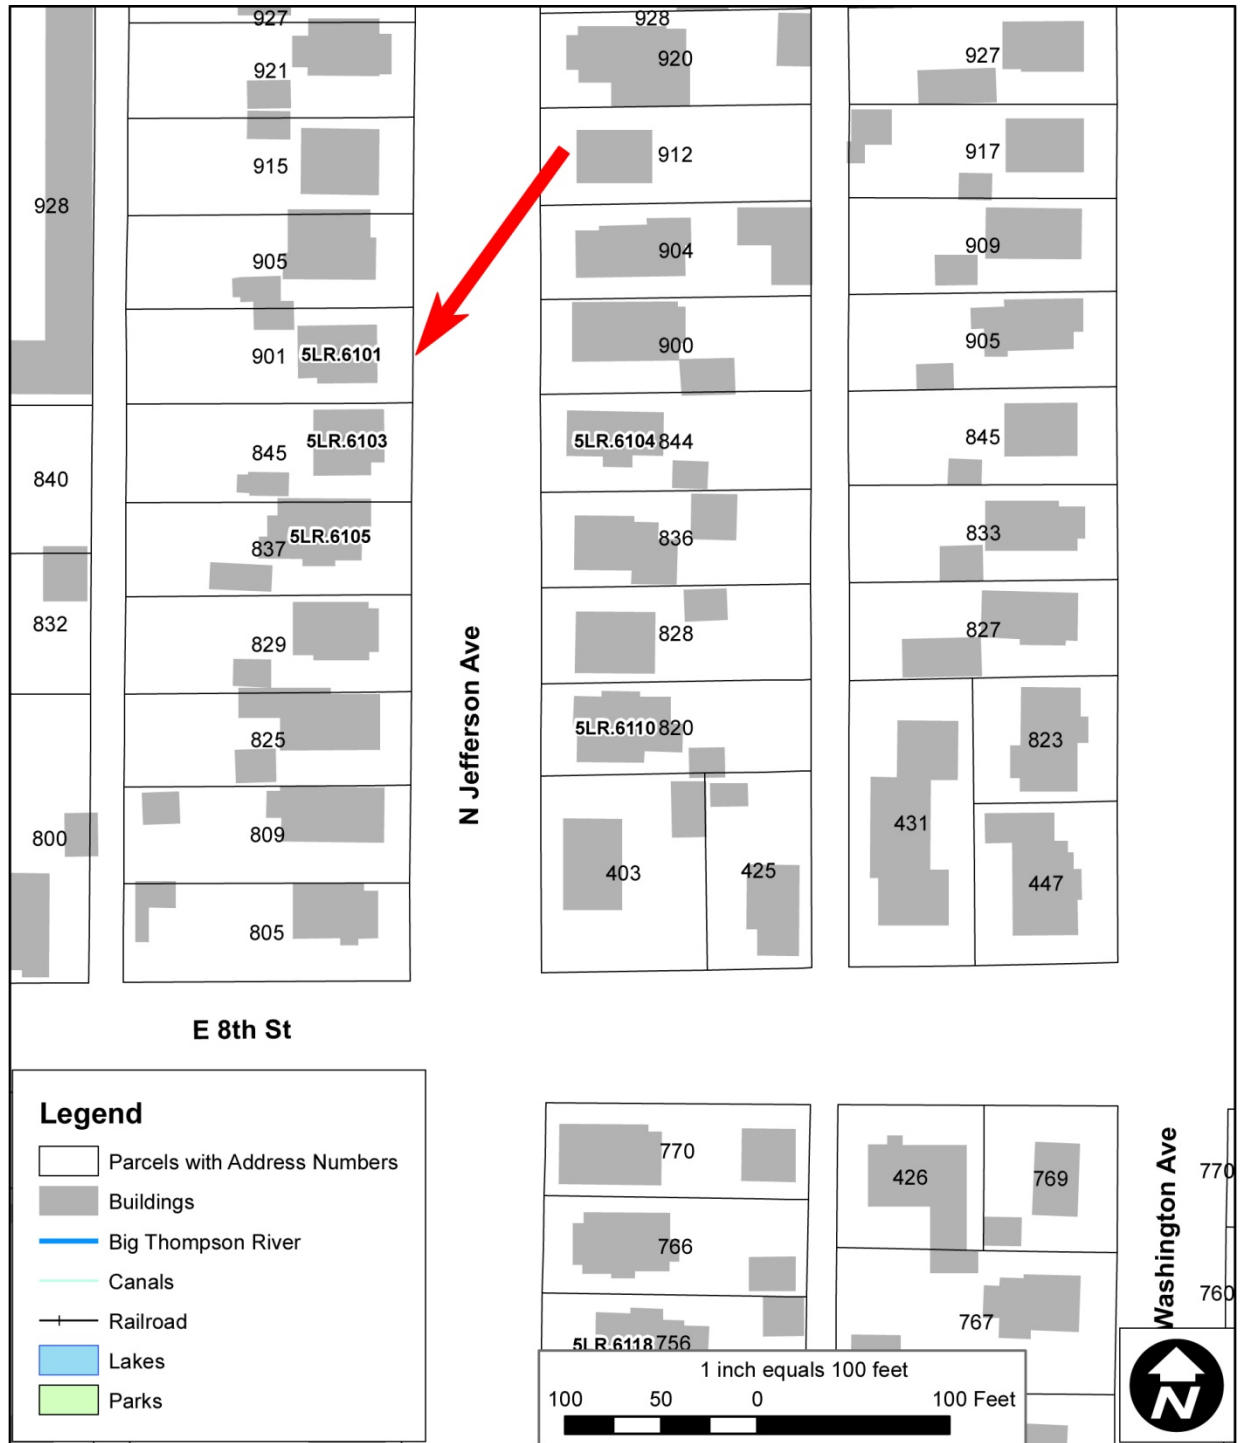 927
928
921
920
927
915
912
917
928
905
904
909
901 5LR.6101
900
905
845 5LR.6103
5LR.6104 844
845
840
837 5LR.6105
836
833
832
829
828
827
825
5LR.6110 820
823
N Jefferson Ave
800
809
431
403
425
447
805
E 8th St
770
426
769
770
766
767
760
5LR.6118 756
Washington Ave
Legend
Parcels with Address Numbers
Buildings
Big Thompson River
Canals
Railroad
Lakes
Parks
1 inch equals 100 feet
100 50 0 100 Feet
N